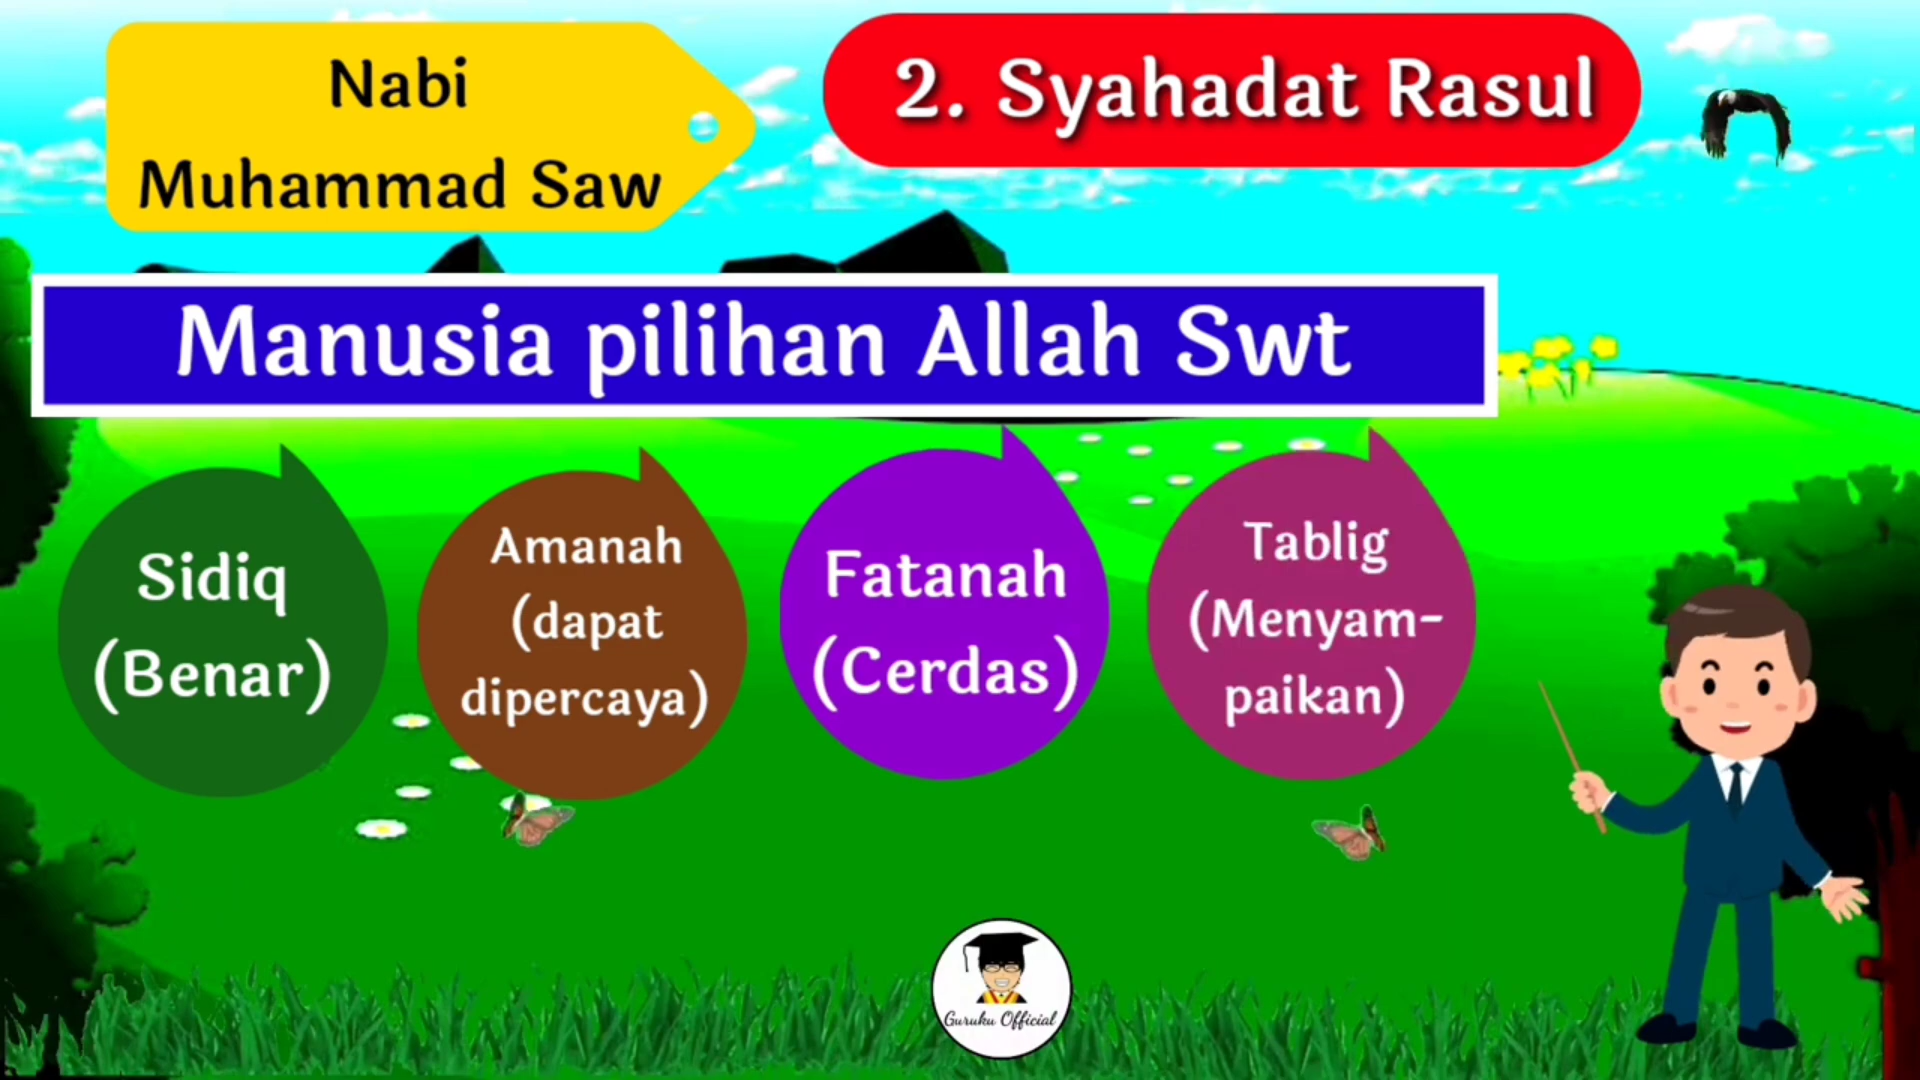 Nabi
Muhammad Saw
2. Syahadat Rasul
Manusia pilihan Allah Swt
Sidiq
(Benar)
Amanah
(dapat
dipercaya)
Fatanah
(Cerdas)
Tablig
(Menyam-
paikan)
Guruku Official